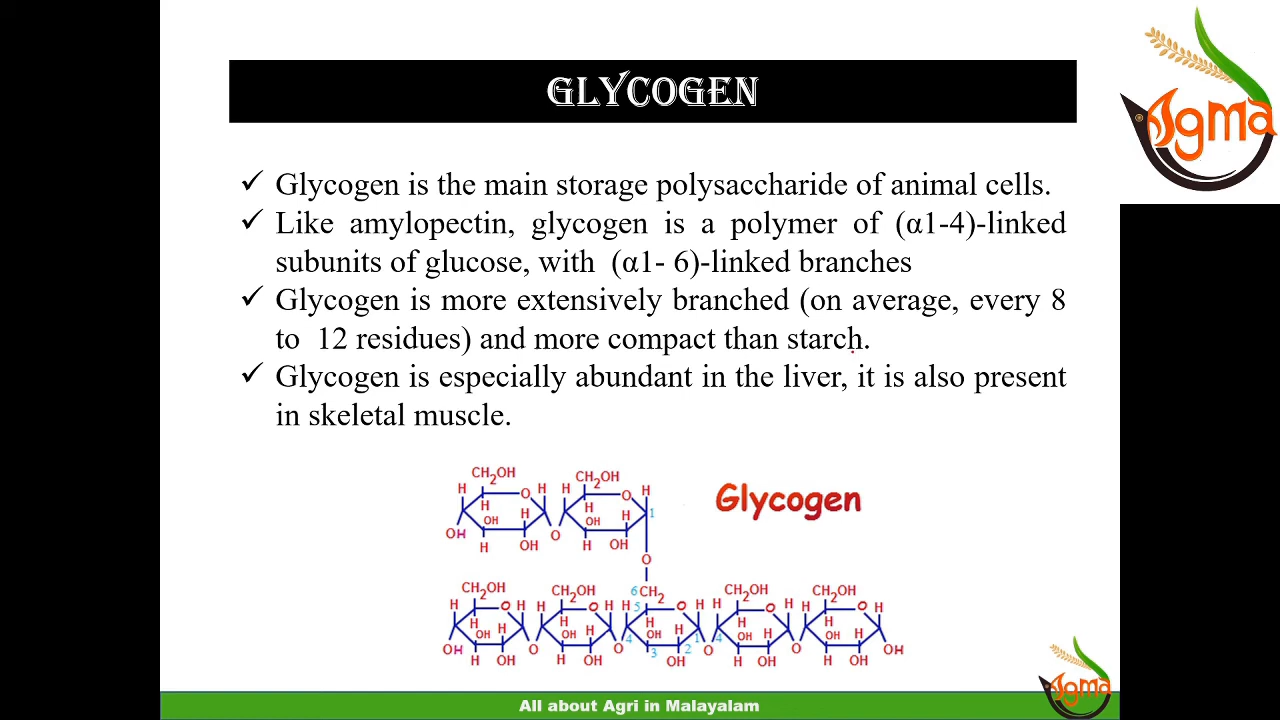 GLYCOGEN
Agma
✓ Glycogen is the main storage polysaccharide of animal cells.
✓ Like amylopectin, glycogen is a polymer of (α1-4)-linked
subunits of glucose, with (α1- 6)-linked branches
✓ Glycogen is more extensively branched (on average, every 8
to 12 residues) and more compact than starch.
✓ Glycogen is especially abundant in the liver, it is also present
in skeletal muscle.
CH₂OH CH₂OH
H O H H O H
H H H H 1
OH OH
OH O
H OH H OH
Glycogen
O
CH₂OH CH₂OH 6 CH₂ CH₂OH CH₂OH
H O H H O H H 5 O H H O H H O H
H H H H H H H H H H
OH OH 4 OH 1 4 OH OH
OH O O 3 2 O O OH
H OH H OH OH H OH H OH
Agma
All about Agri in Malayalam